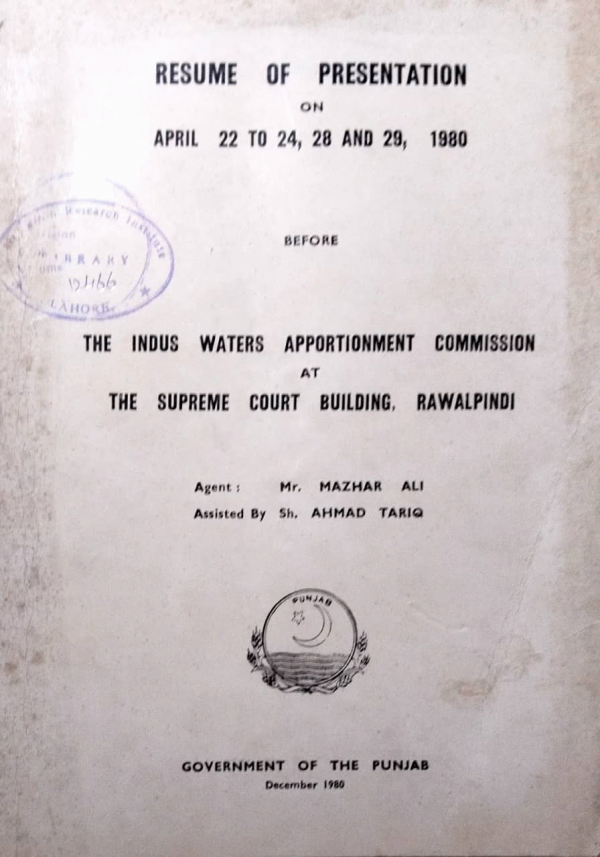 RESUME OF PRESENTATION
ON
APRIL 22 TO 24, 28 AND 29, 1980
Research Institute
LIBRARY
LAHORE
BEFORE
THE INDUS WATERS APPORTIONMENT COMMISSION
AT
THE SUPREME COURT BUILDING, RAWALPINDI
Agent : Mr. MAZHAR ALI
Assisted By Sh. AHMAD TARIQ
PUNJAB
GOVERNMENT OF THE PUNJAB
December 1980